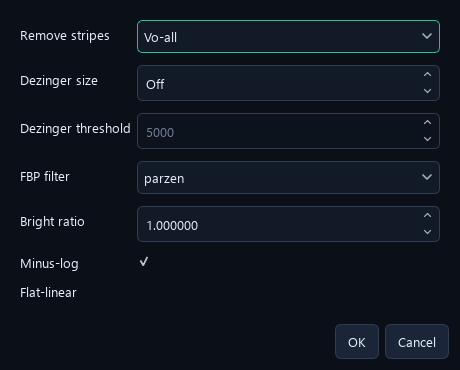 Remove stripes Vo-all
Dezinger size Off
Dezinger threshold 5000
FBP filter parzen
Bright ratio 1.000000
Minus-log ✓
Flat-linear
OK Cancel